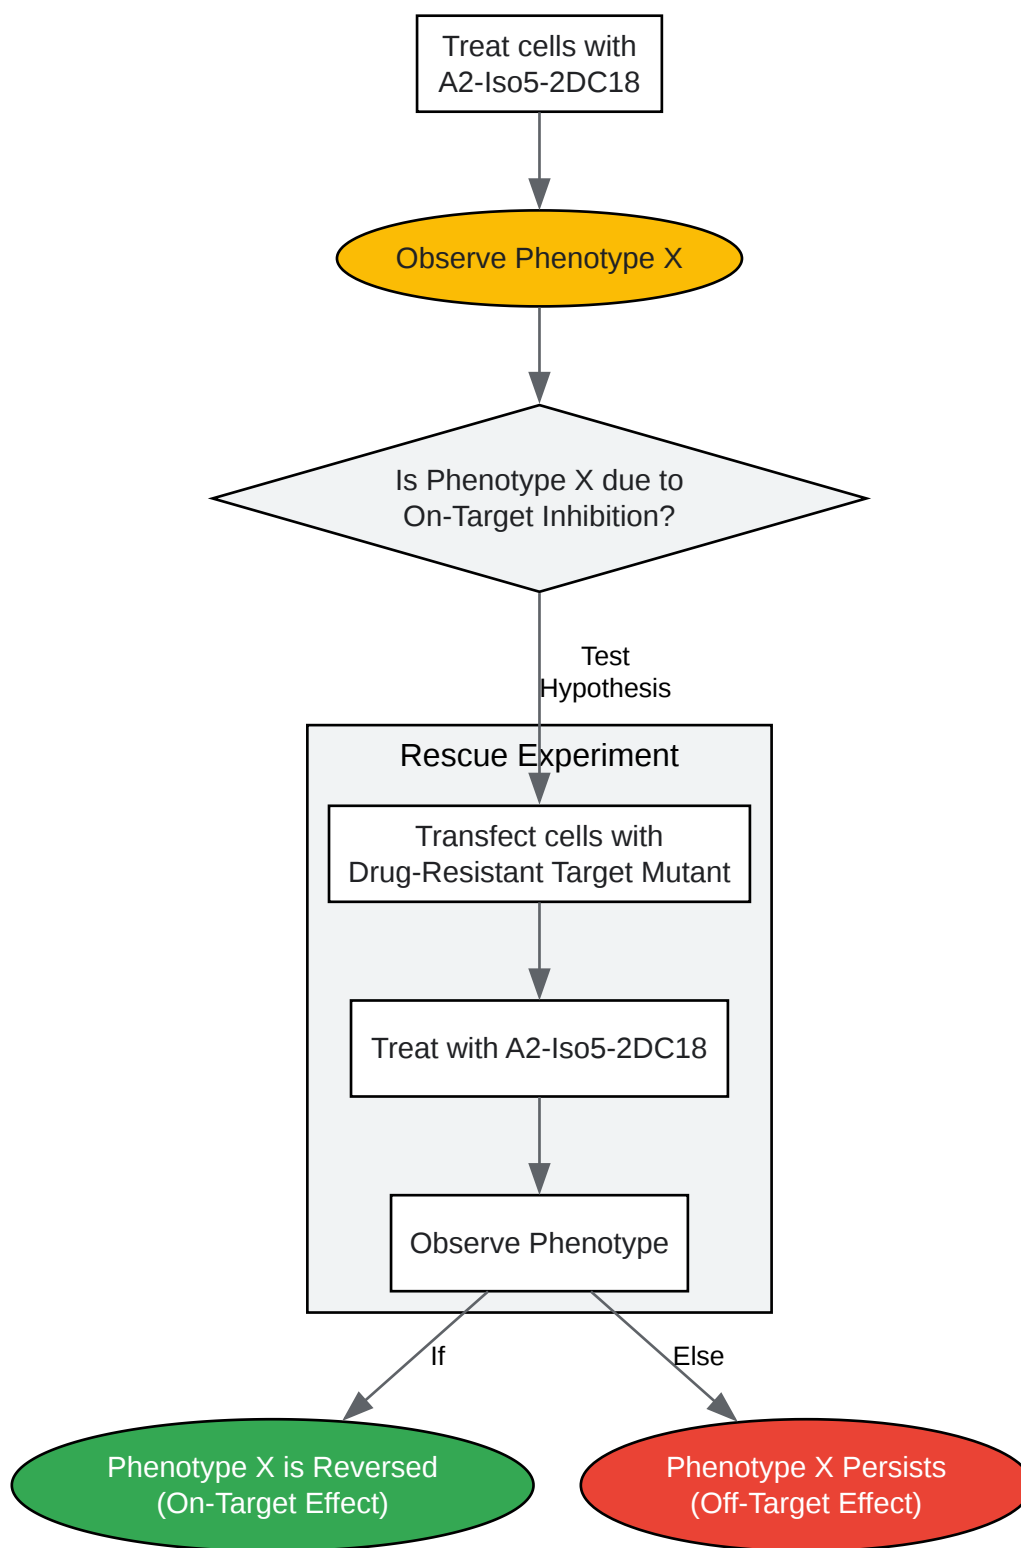 Treat cells with
A2-Iso5-2DC18
Observe Phenotype X
Is Phenotype X due to
On-Target Inhibition?
Test
Hypothesis
Rescue Experiment
Transfect cells with
Drug-Resistant Target Mutant
Treat with A2-Iso5-2DC18
Observe Phenotype
If
Else
Phenotype X is Reversed
(On-Target Effect)
Phenotype X Persists
(Off-Target Effect)